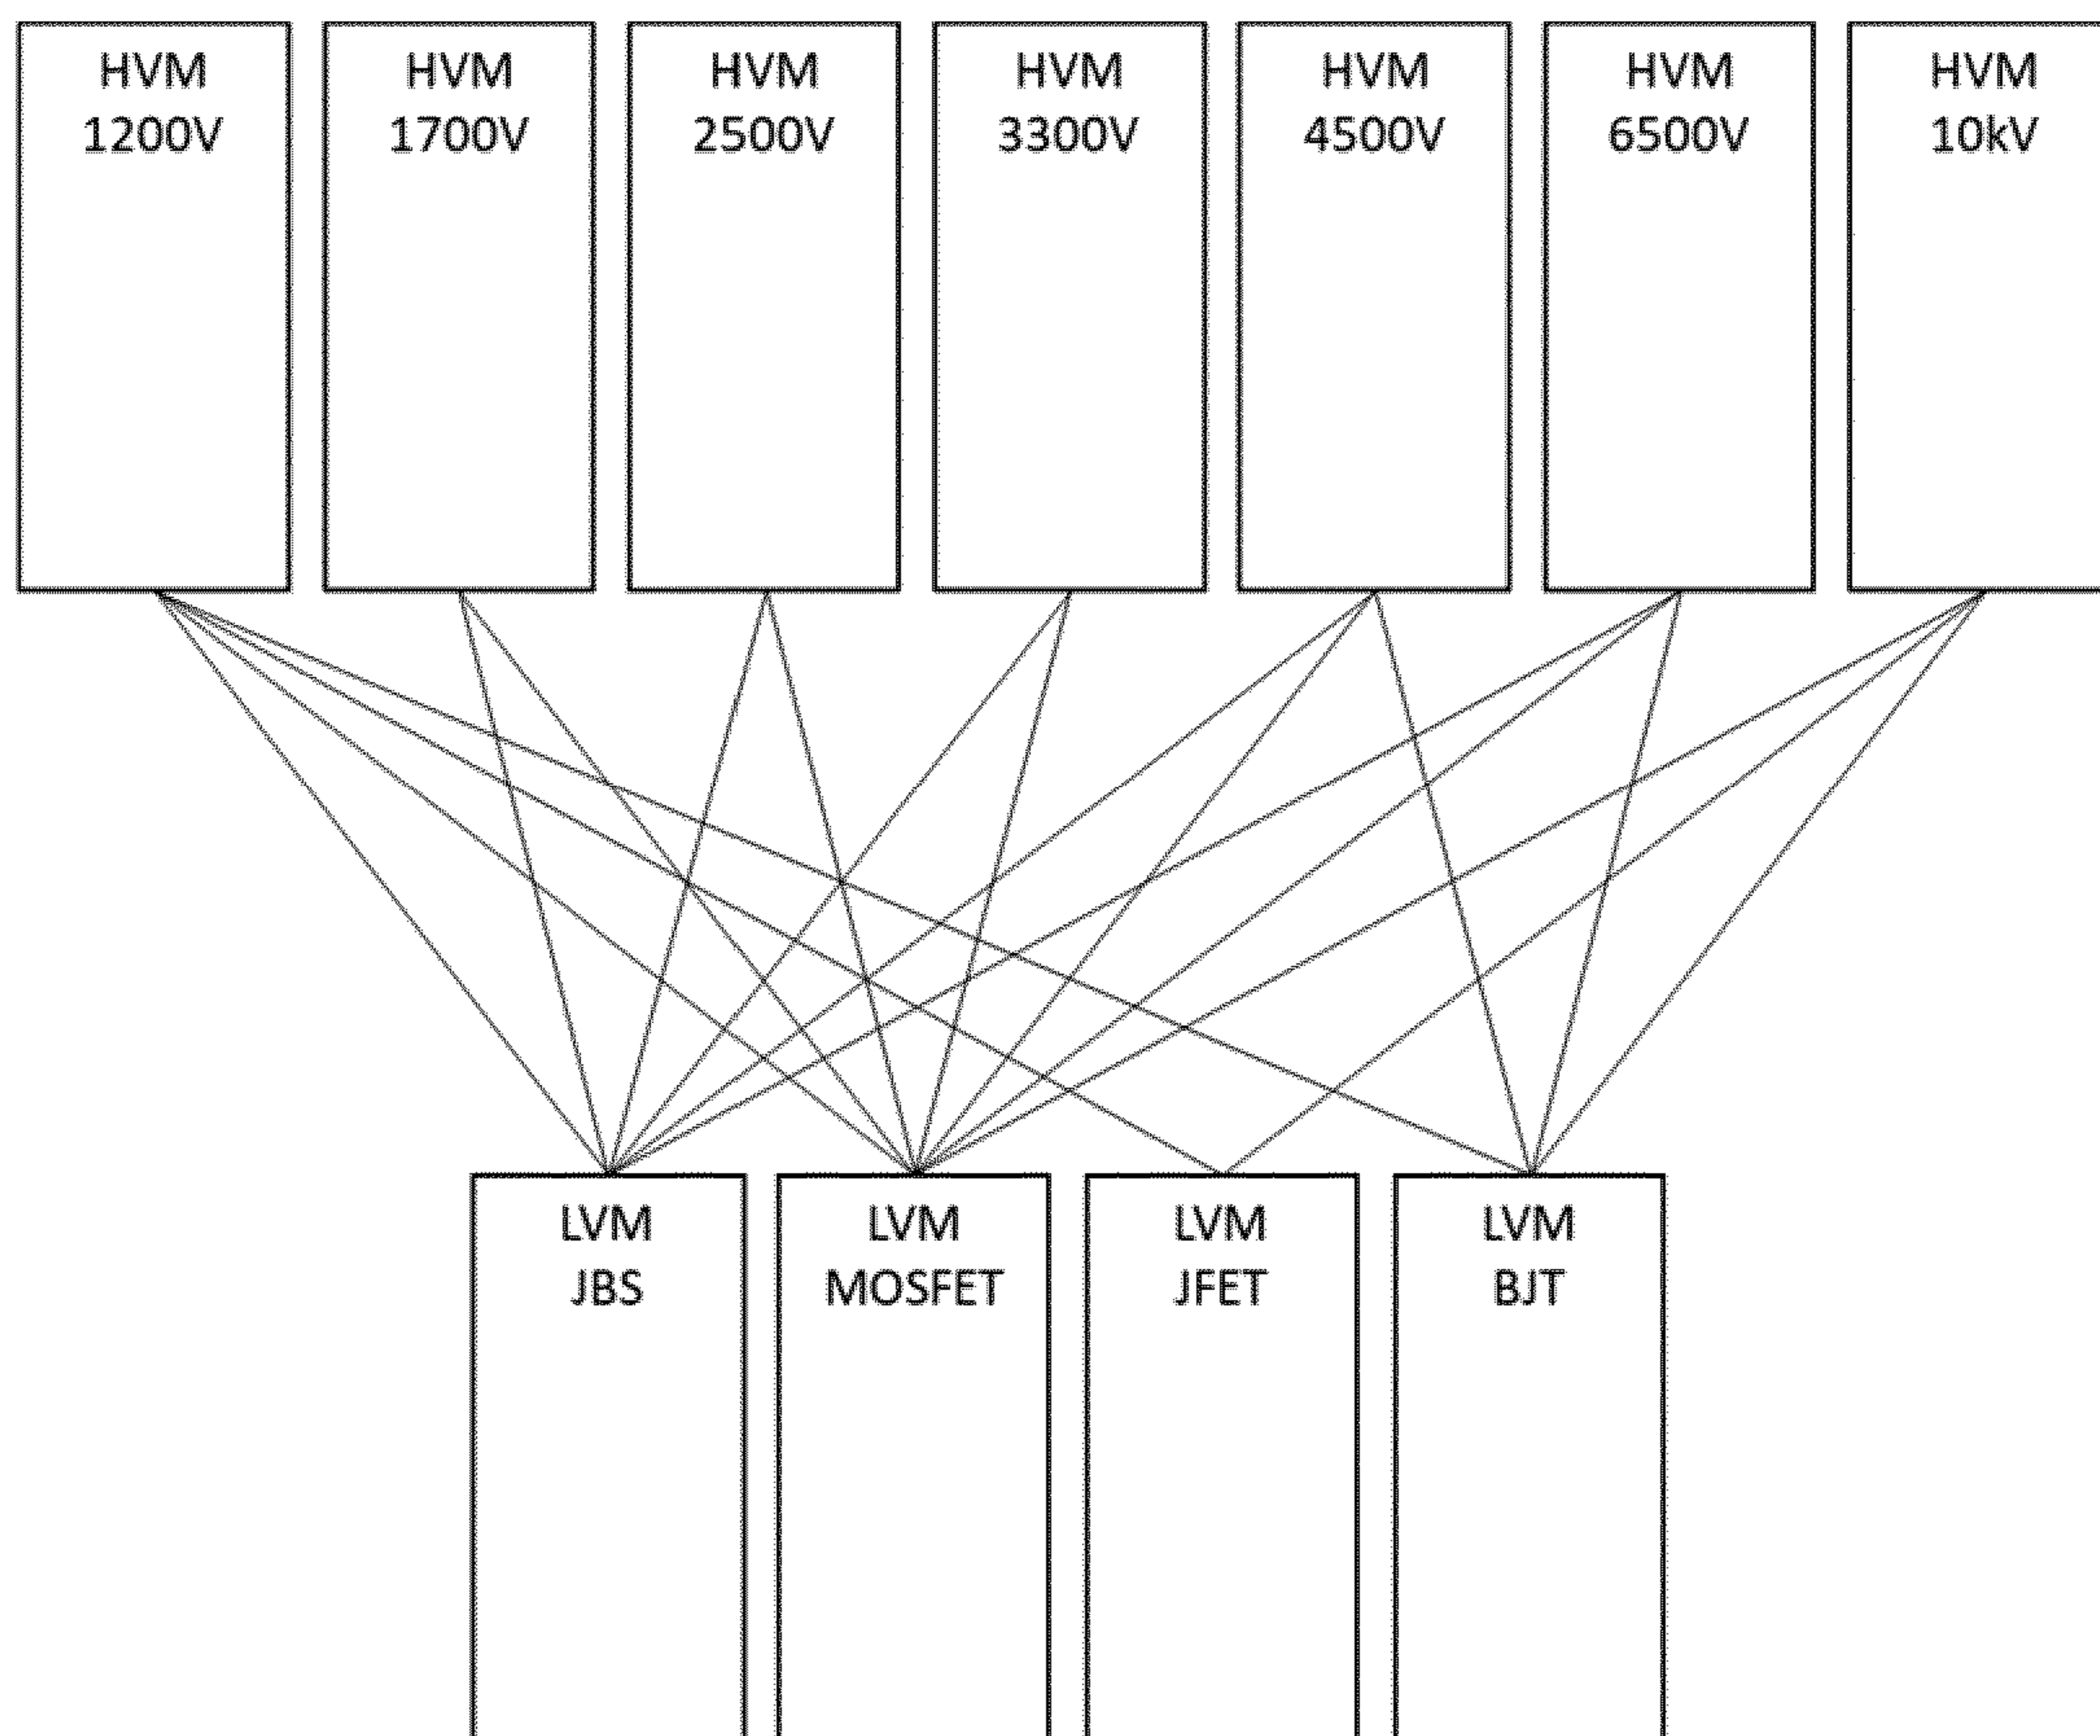 HVM
1200V
HVM
1700V
HVM
2500V
HVM
3300V
HVM
4500V
HVM
6500V
HVM
10kV
LVM
JBS
LVM
MOSFET
LVM
JFET
LVM
BJT